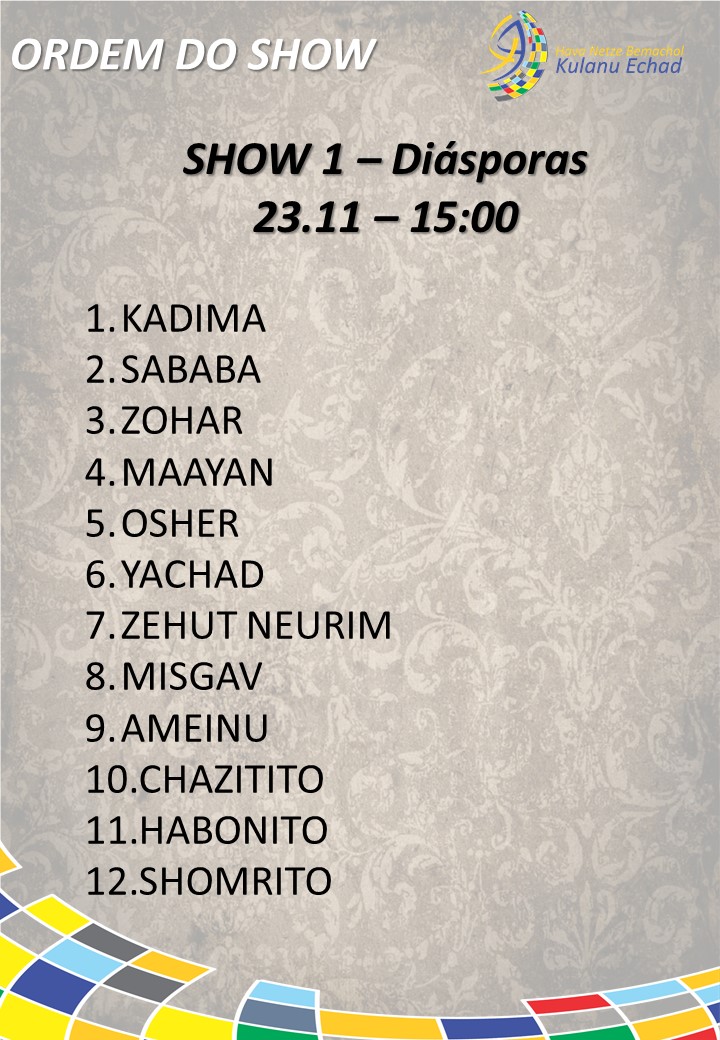 ORDEM DO SHOW
Hava Netze Bemachol
Kulanu Echad
SHOW 1 – Diásporas
23.11 – 15:00
1. KADIMA
2. SABABA
3. ZOHAR
4. MAAYAN
5. OSHER
6. YACHAD
7. ZEHUT NEURIM
8. MISGAV
9. AMEINU
10.CHAZITITO
11.HABONITO
12.SHOMRITO